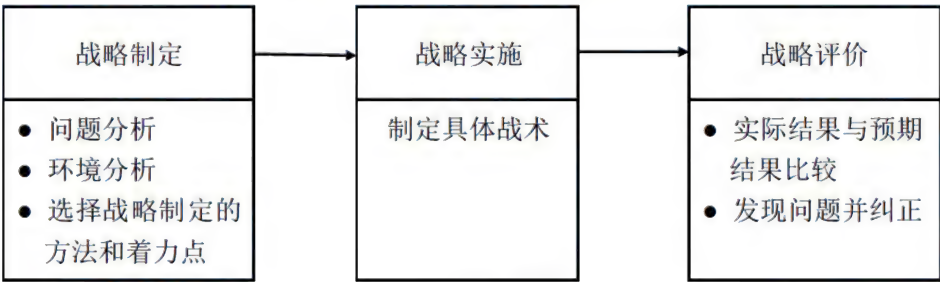 战略制定
● 问题分析
● 环境分析
● 选择战略制定的
方法和着力点
战略实施
制定具体战术
战略评价
● 实际结果与预期
结果比较
● 发现问题并纠正